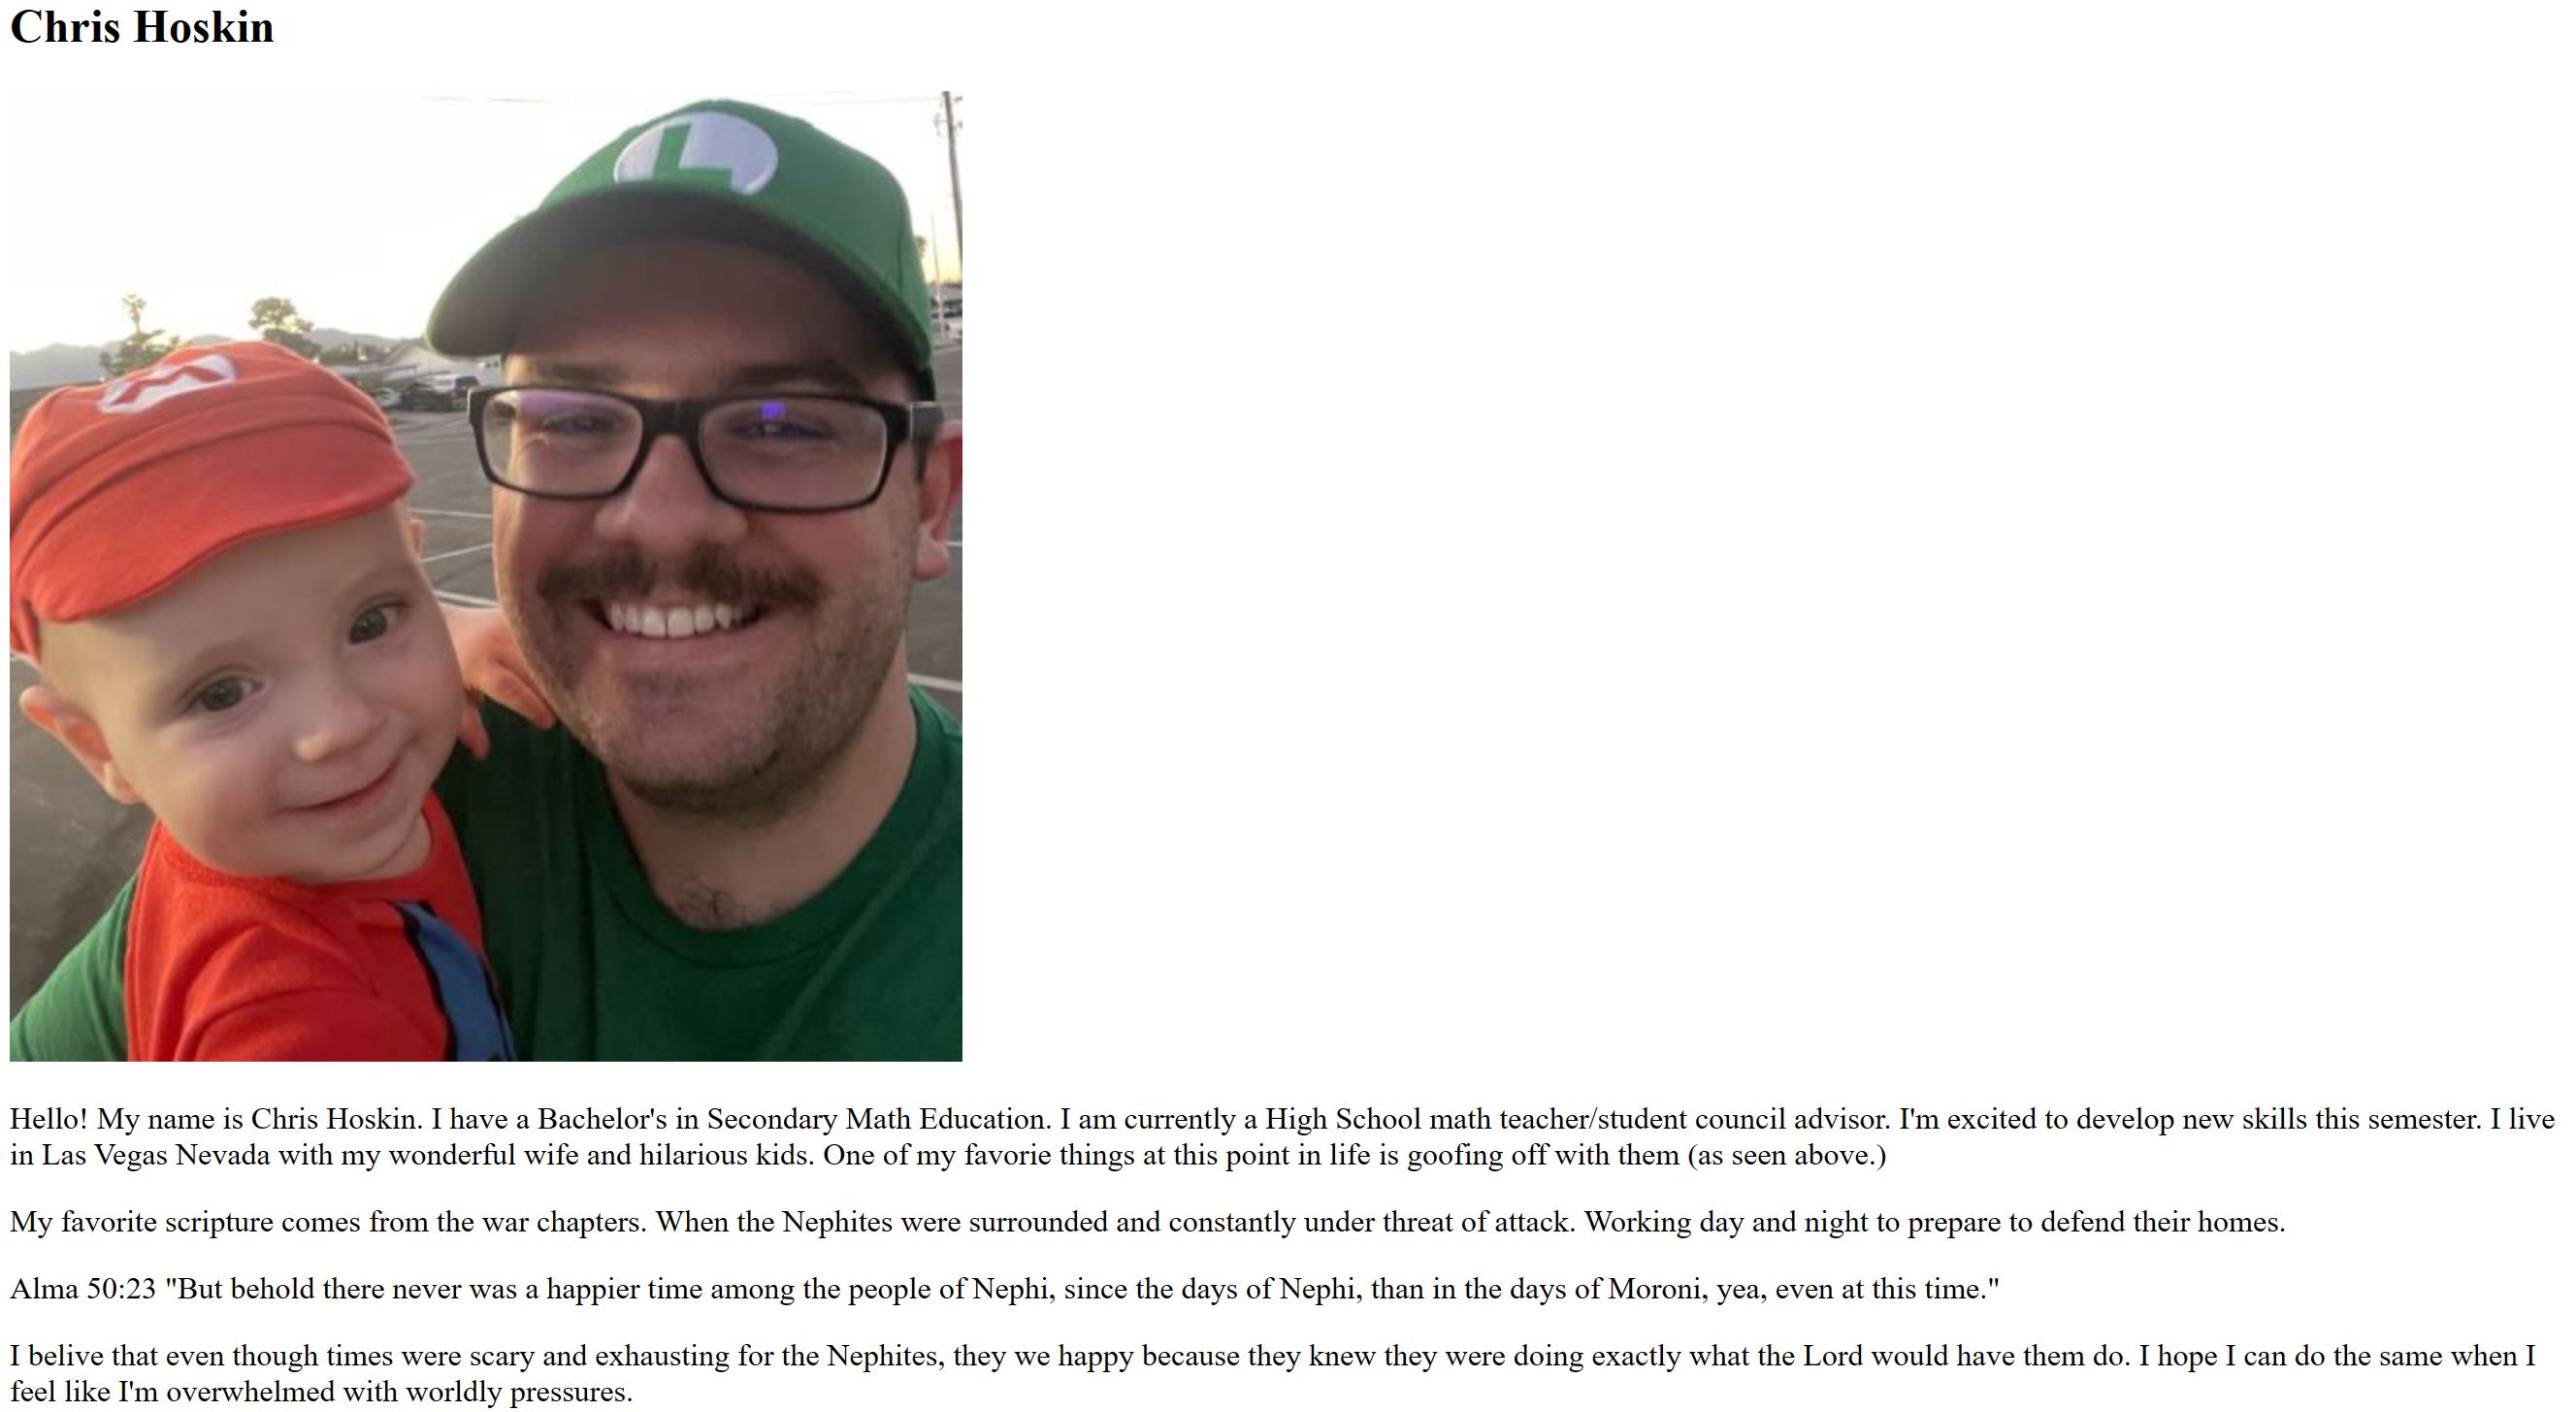 Chris Hoskin
L
M
Hello! My name is Chris Hoskin. I have a Bachelor's in Secondary Math Education. I am currently a High School math teacher/student council advisor. I'm excited to develop new skills this semester. I live
in Las Vegas Nevada with my wonderful wife and hilarious kids. One of my favorie things at this point in life is goofing off with them (as seen above.)
My favorite scripture comes from the war chapters. When the Nephites were surrounded and constantly under threat of attack. Working day and night to prepare to defend their homes.
Alma 50:23 "But behold there never was a happier time among the people of Nephi, since the days of Nephi, than in the days of Moroni, yea, even at this time."
I belive that even though times were scary and exhausting for the Nephites, they we happy because they knew they were doing exactly what the Lord would have them do. I hope I can do the same when I
feel like I'm overwhelmed with worldly pressures.